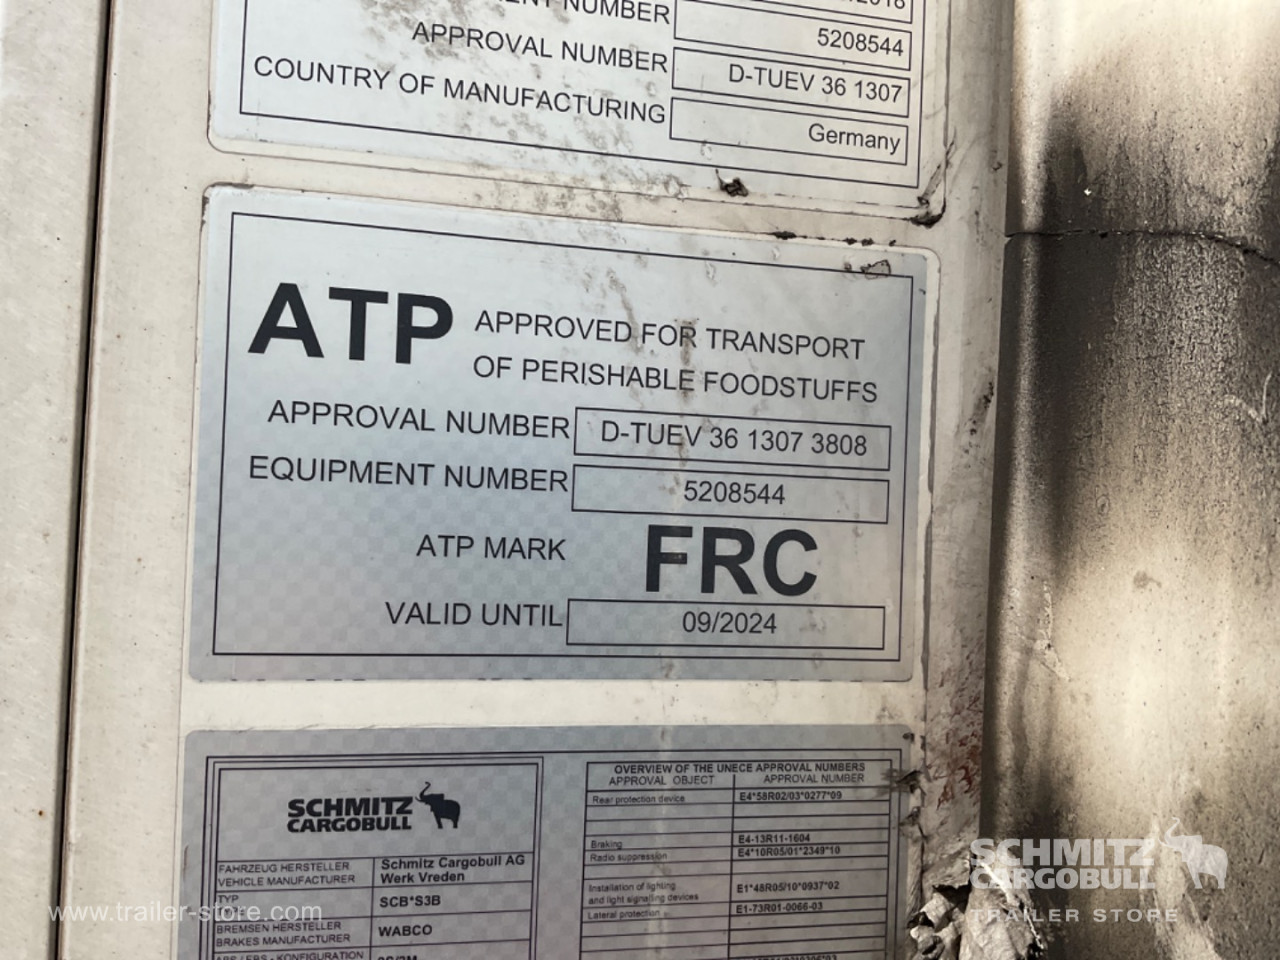 NUMBER 5208544
APPROVAL NUMBER D-TUEV 36 1307
COUNTRY OF MANUFACTURING Germany
ATP APPROVED FOR TRANSPORT
OF PERISHABLE FOODSTUFFS
APPROVAL NUMBER D-TUEV 36 1307 3808
EQUIPMENT NUMBER 5208544
ATP MARK FRC
VALID UNTIL 09/2024
SCHMITZ
CARGOBULL
FAHRZEUG HERSTELLER
VEHICLE MANUFACTURER
Schmitz Cargobull AG
Werk Vreden
TYP
SCB*S3B
BREMSEN HERSTELLER
BRAKES MANUFACTURER
WABCO
ABS / EBS - KONFIGURATION
OVERVIEW OF THE UNECE APPROVAL NUMBERS
APPROVAL OBJECT APPROVAL NUMBER
Rear protection device E4*58R02/03*0277*09
Braking E4-13R11-1604
Radio suppression E4*10R05/01*2349*10
Installation of lighting
and light signalling devices E1*48R05/10*0937*02
Lateral protection E1-73R01-0066-03
www.trailer-store.com
SCHMITZ
CARGOBULL
TRAILER STORE